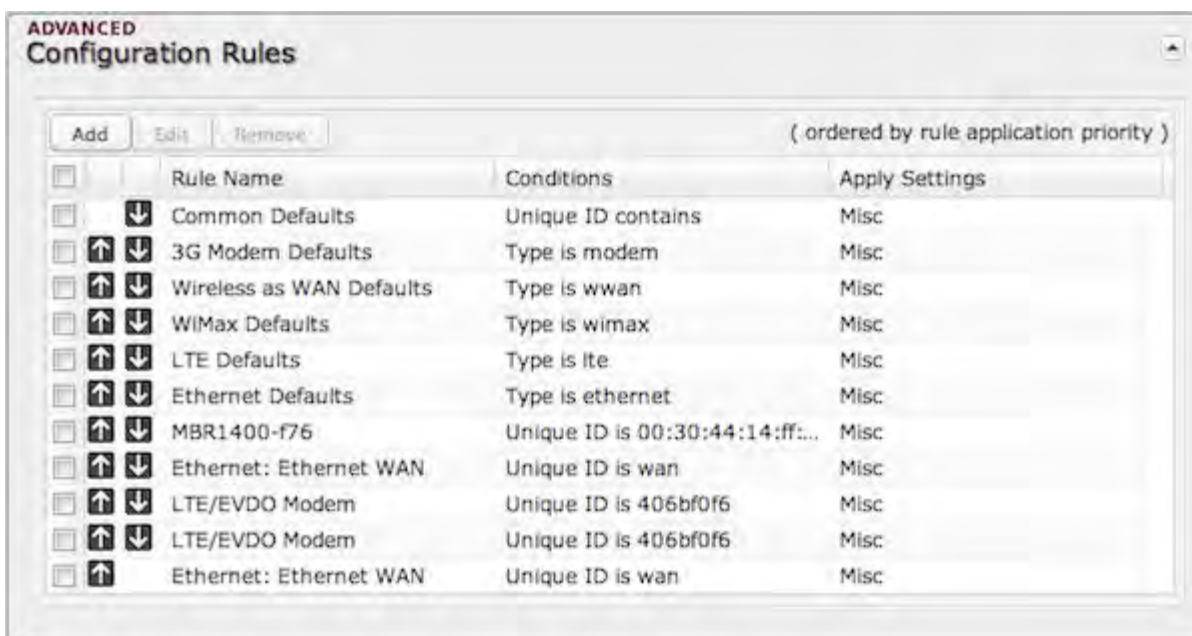 ADVANCED
Configuration Rules
Add Edit Remove ( ordered by rule application priority )
Rule Name Conditions Apply Settings
Common Defaults Unique ID contains Misc
3G Modem Defaults Type is modem Misc
Wireless as WAN Defaults Type is wwan Misc
WiMax Defaults Type is wimax Misc
LTE Defaults Type is lte Misc
Ethernet Defaults Type is ethernet Misc
MBR1400-f76 Unique ID is 00:30:44:14:ff:... Misc
Ethernet: Ethernet WAN Unique ID is wan Misc
LTE/EVDO Modem Unique ID is 406bf0f6 Misc
LTE/EVDO Modem Unique ID is 406bf0f6 Misc
Ethernet: Ethernet WAN Unique ID is wan Misc